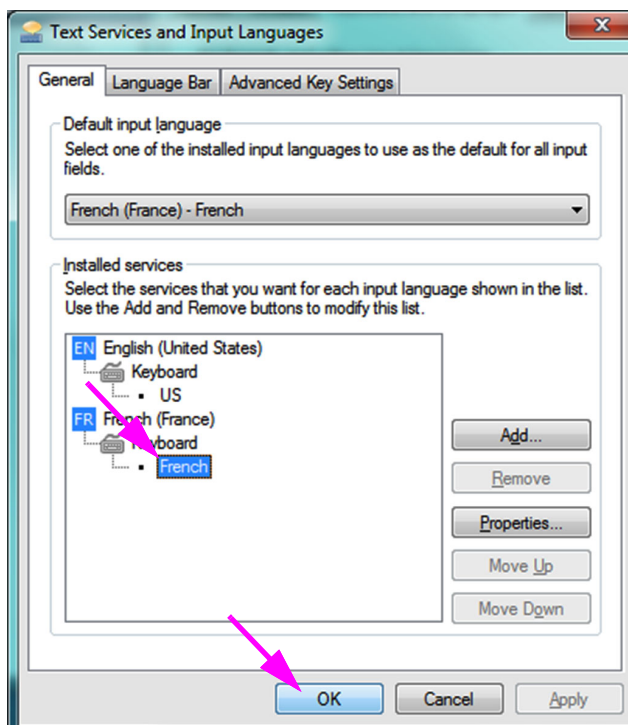 Text Services and Input Languages
General
Language Bar
Advanced Key Settings
Default input language
Select one of the installed input languages to use as the default for all input
fields.
French (France) - French
Installed services
Select the services that you want for each input language shown in the list.
Use the Add and Remove buttons to modify this list.
EN English (United States)
Keyboard
US
FR French (France)
Keyboard
French
Add...
Remove
Properties...
Move Up
Move Down
OK
Cancel
Apply